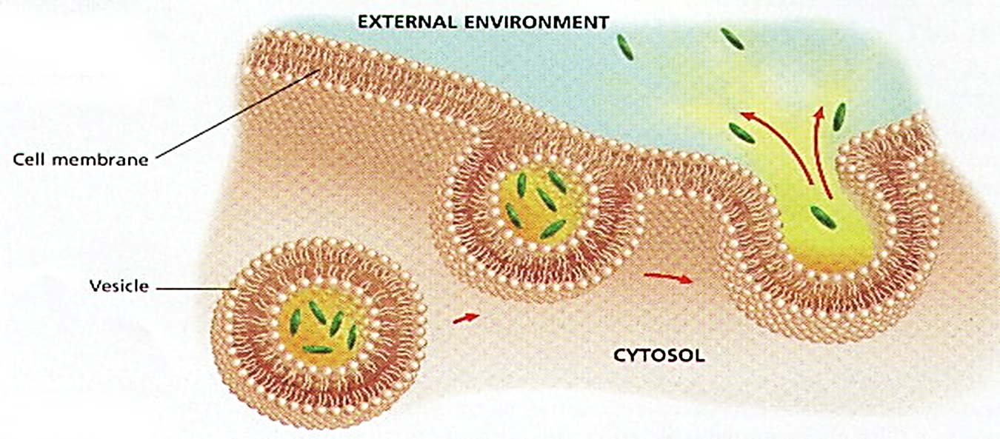 EXTERNAL ENVIRONMENT
Cell membrane
Vesicle
CYTOSOL